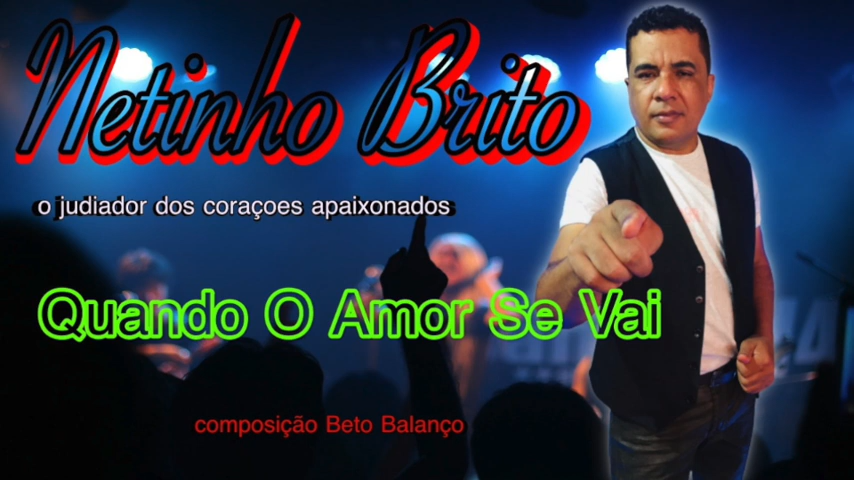 Netinho Brito
o judiador dos coraçoes apaixonados
Quando O Amor Se Vai
composição Beto Balanço